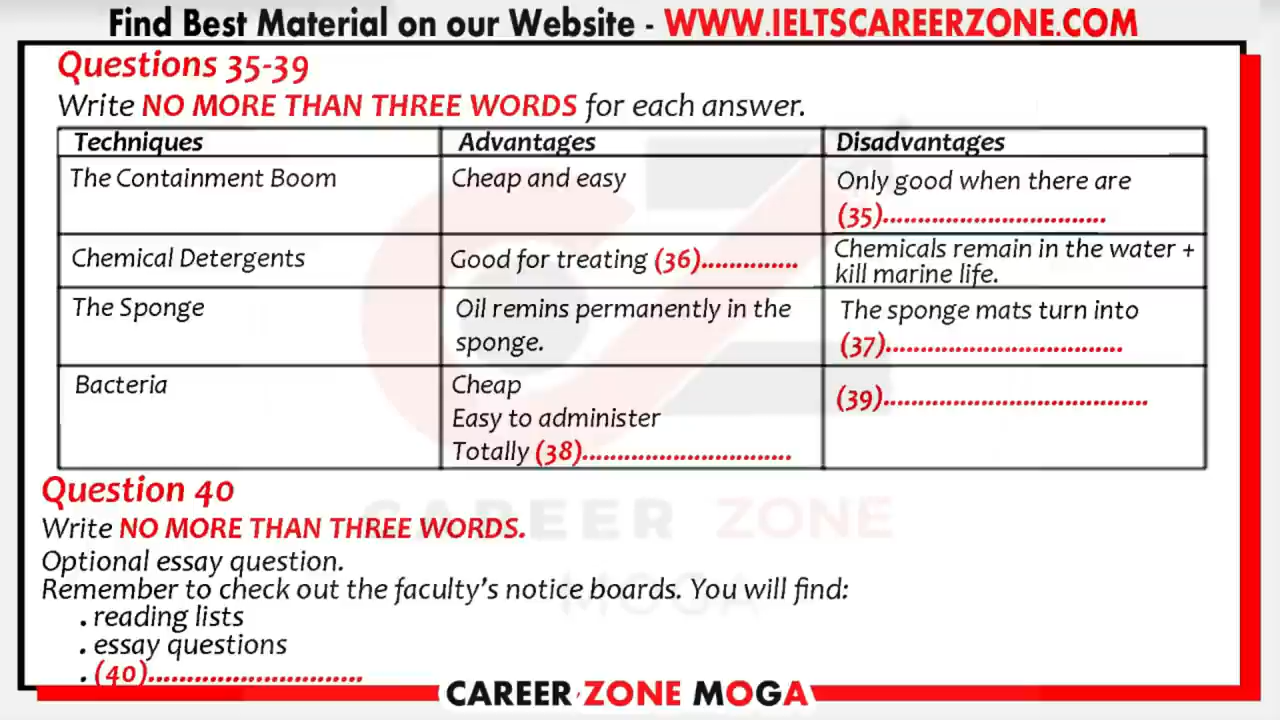 Find Best Material on our Website - WWW.IELTSCAREERZONE.COM
Questions 35-39
Write NO MORE THAN THREE WORDS for each answer.
Techniques Advantages Disadvantages
The Containment Boom Cheap and easy Only good when there are
(35)................................
Chemical Detergents Good for treating (36).............. Chemicals remain in the water +
kill marine life.
The Sponge Oil remins permanently in the The sponge mats turn into
sponge. (37)..................................
Bacteria Cheap (39)......................................
Easy to administer
Totally (38)..............................
Question 40
Write NO MORE THAN THREE WORDS.
Optional essay question.
Remember to check out the faculty's notice boards. You will find:
. reading lists
. essay questions
. (40)...............................
CAREER ZONE
MOGA
CAREER ZONE MOGA